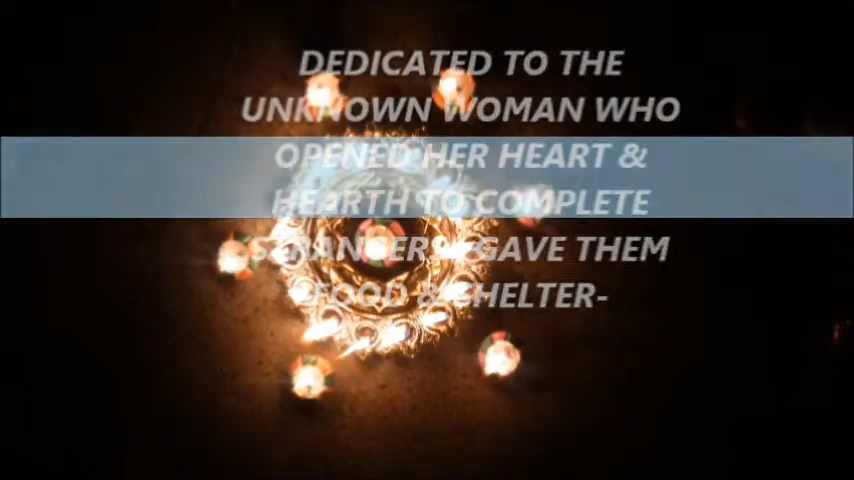 DEDICATED TO THE
UNKNOWN WOMAN WHO
OPENED HER HEART &
HEARTH TO COMPLETE
STRANGERS, GAVE THEM
FOOD & SHELTER-